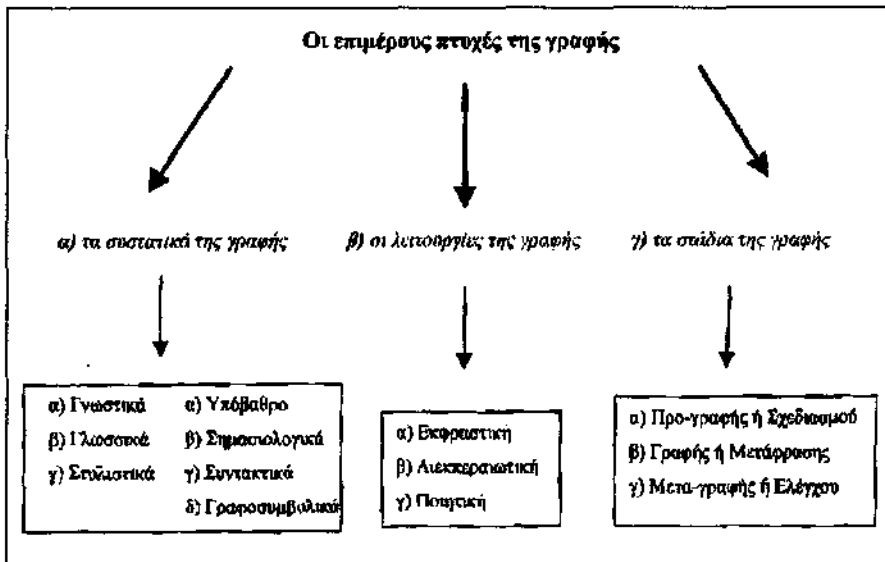 Οι επιμέρους πτυχές της γραφής
α) τα συστατικά της γραφής
β) οι λειτουργίες της γραφής
γ) τα στάδια της γραφής
α) Γνωστικά
β) Γλωσσικά
γ) Στυλιστικά
α) Υπόβαθρο
β) Σημασιολογικά
γ) Συντακτικά
δ) Γραφοσυμβολικά
α) Εκφραστική
β) Διεκπεραιωτική
γ) Ποιητική
α) Προ-γραφής ή Σχεδιασμού
β) Γραφής ή Μετάφρασης
γ) Μετα-γραφής ή Ελέγχου